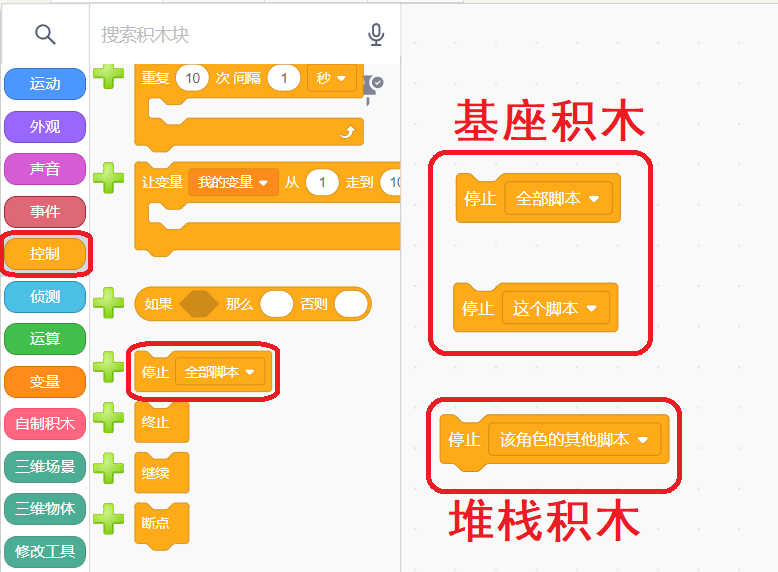 搜索积木块
运动
外观
声音
事件
控制
侦测
运算
变量
自制积木
三维场景
三维物体
修改工具
重复 10 次 间隔 1 秒
让变量 我的变量 从 1 走到 10
如果 那么 否则
停止 全部脚本
终止
继续
断点
基座积木
停止 全部脚本
停止 这个脚本
停止 该角色的其他脚本
堆栈积木